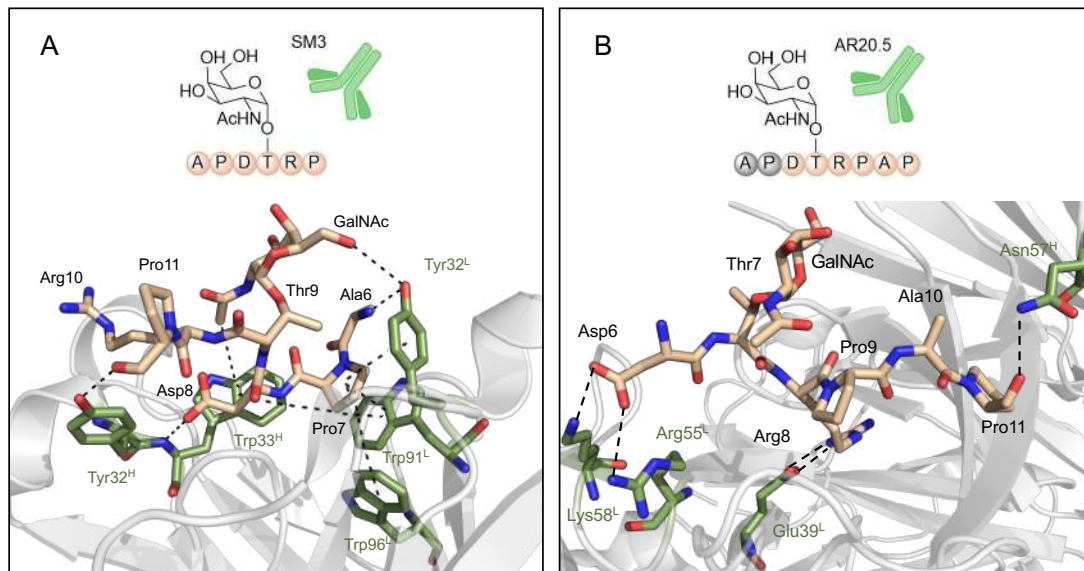 A
SM3
OH OH
HO
O
AcHN
O
A P D T R P
GalNAc
Arg10
Pro11
Tyr32L
Thr9
Ala6
Asp8
Trp33H
Pro7
Trp91L
Tyr32H
Trp96L
B
AR20.5
OH OH
HO
O
AcHN
O
A P D T R P A P
Asn57H
Thr7
GalNAc
Ala10
Asp6
Pro9
Arg55L
Arg8
Pro11
Lys58L
Glu39L